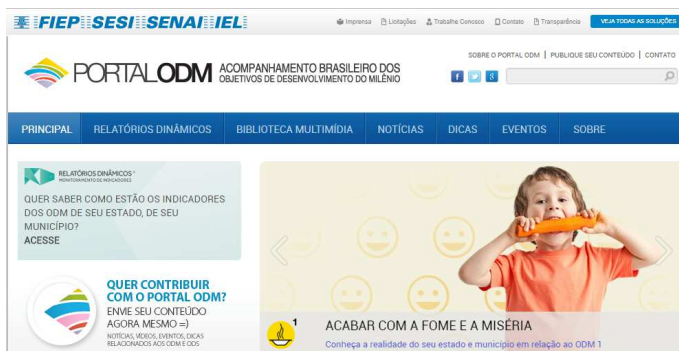 FIEP SESI SENAI IEL
Imprensa Licitações Trabalhe Conosco Contato Transparência VEJA TODAS AS SOLUÇÕES
SOBRE O PORTAL ODM | PUBLIQUE SEU CONTEÚDO | CONTATO
PORTALODM
ACOMPANHAMENTO BRASILEIRO DOS
OBJETIVOS DE DESENVOLVIMENTO DO MILÊNIO
PRINCIPAL RELATÓRIOS DINÂMICOS BIBLIOTECA MULTIMÍDIA NOTÍCIAS DICAS EVENTOS SOBRE
RELATÓRIOS DINÂMICOS
MONITORAMENTO DE INDICADORES
QUER SABER COMO ESTÃO OS INDICADORES
DOS ODM DE SEU ESTADO, DE SEU
MUNICÍPIO?
ACESSE
QUER CONTRIBUIR
COM O PORTAL ODM?
ENVIE SEU CONTEÚDO
AGORA MESMO =)
NOTÍCIAS, VÍDEOS, EVENTOS, DICAS
RELACIONADOS AOS ODM E ODS
1
ACABAR COM A FOME E A MISÉRIA
Conheça a realidade do seu estado e município em relação ao ODM 1